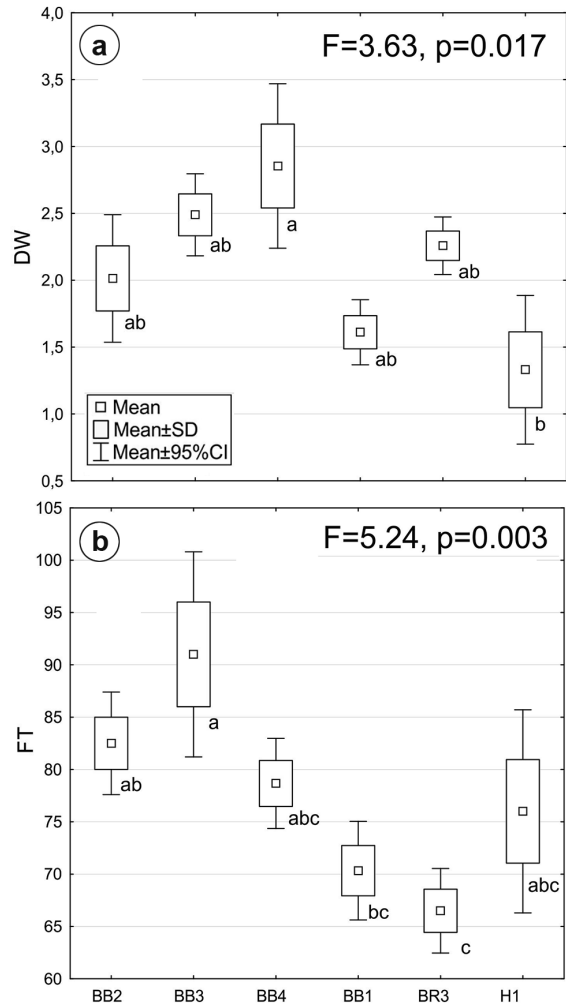 a
F=3.63, p=0.017
4,0
3,5
3,0
2,5
2,0
1,5
1,0
0,5
DW
ab
ab
a
ab
ab
b
Mean
Mean±SD
Mean±95%CI
b
F=5.24, p=0.003
105
100
95
90
85
80
75
70
65
60
FT
ab
a
abc
bc
c
abc
BB2 BB3 BB4 BB1 BR3 H1